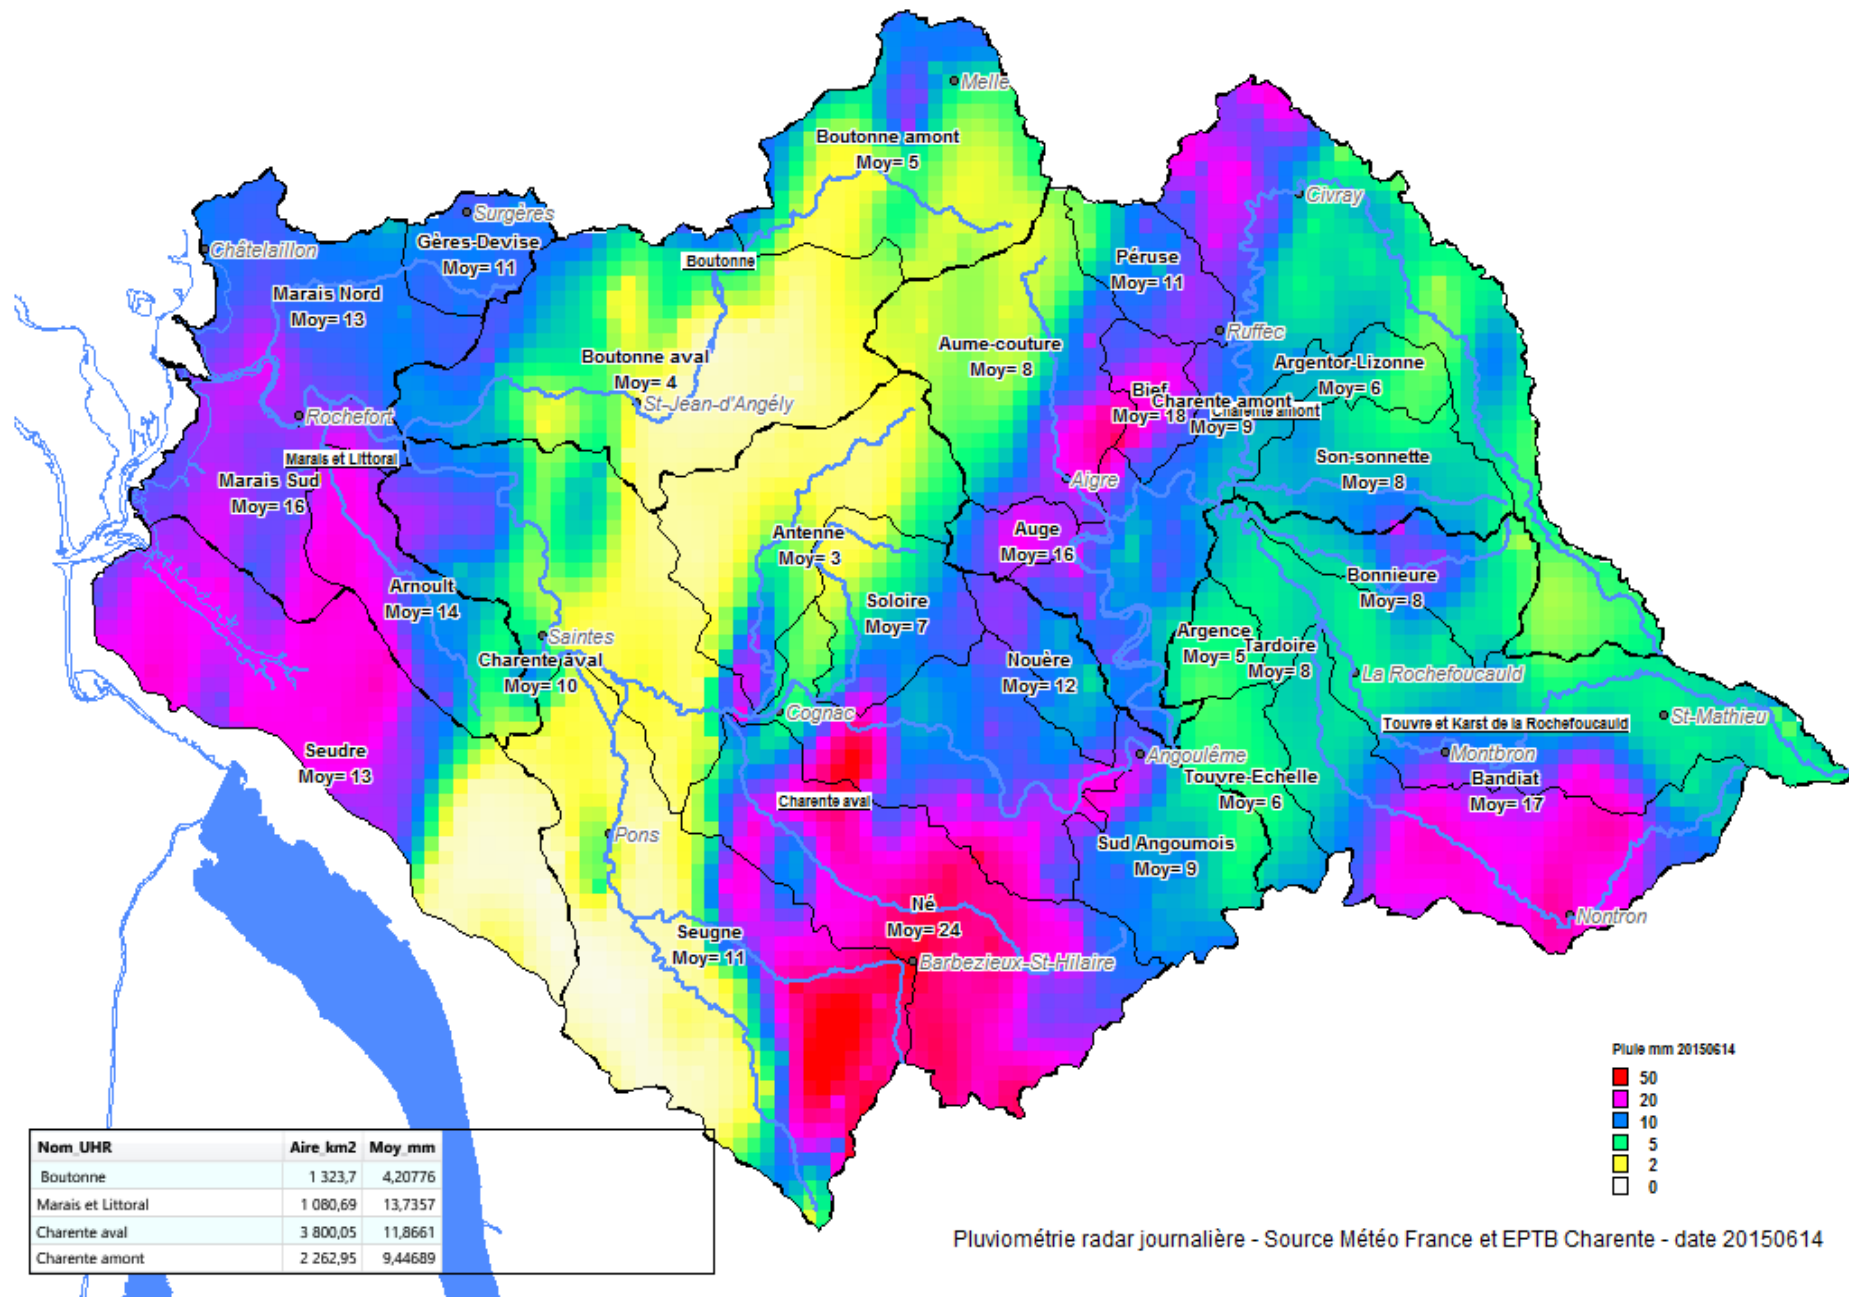 Melle
Boutonne amont
Moy= 5
Civray
Surgères
Châtelaillon
Gères-Devise
Moy= 11
Boutonne
Péruse
Moy= 11
Marais Nord
Moy= 13
Ruffec
Aume-couture
Moy= 8
Boutonne aval
Moy= 4
Argentor-Lizonne
Moy= 6
Bief
Moy= 18
Charente amont
Moy= 9
Charente amont
St-Jean-d'Angély
Rochefort
Marais et Littoral
Son-sonnette
Moy= 8
Marais Sud
Moy= 16
Aigre
Auge
Moy= 16
Antenne
Moy= 3
Bonnieure
Moy= 8
Arnoult
Moy= 14
Soloire
Moy= 7
Argence
Moy= 5
Tardoire
Moy= 8
Saintes
Charente aval
Moy= 10
Nouère
Moy= 12
La Rochefoucauld
Cognac
St-Mathieu
Touvre et Karst de la Rochefoucauld
Seudre
Moy= 13
Angoulême
Montbron
Touvre-Echelle
Moy= 6
Bandiat
Moy= 17
Charente aval
Pons
Sud Angoumois
Moy= 9
Né
Moy= 24
Nontron
Seugne
Moy= 11
Barbezieux-St-Hilaire
Pluie mm 20150614
50
20
10
5
2
0
Nom_UHR Aire_km2 Moy_mm
Boutonne 1 323,7 4,20776
Marais et Littoral 1 080,69 13,7357
Charente aval 3 800,05 11,8661
Charente amont 2 262,95 9,44689
Pluviométrie radar journalière - Source Météo France et EPTB Charente - date 20150614